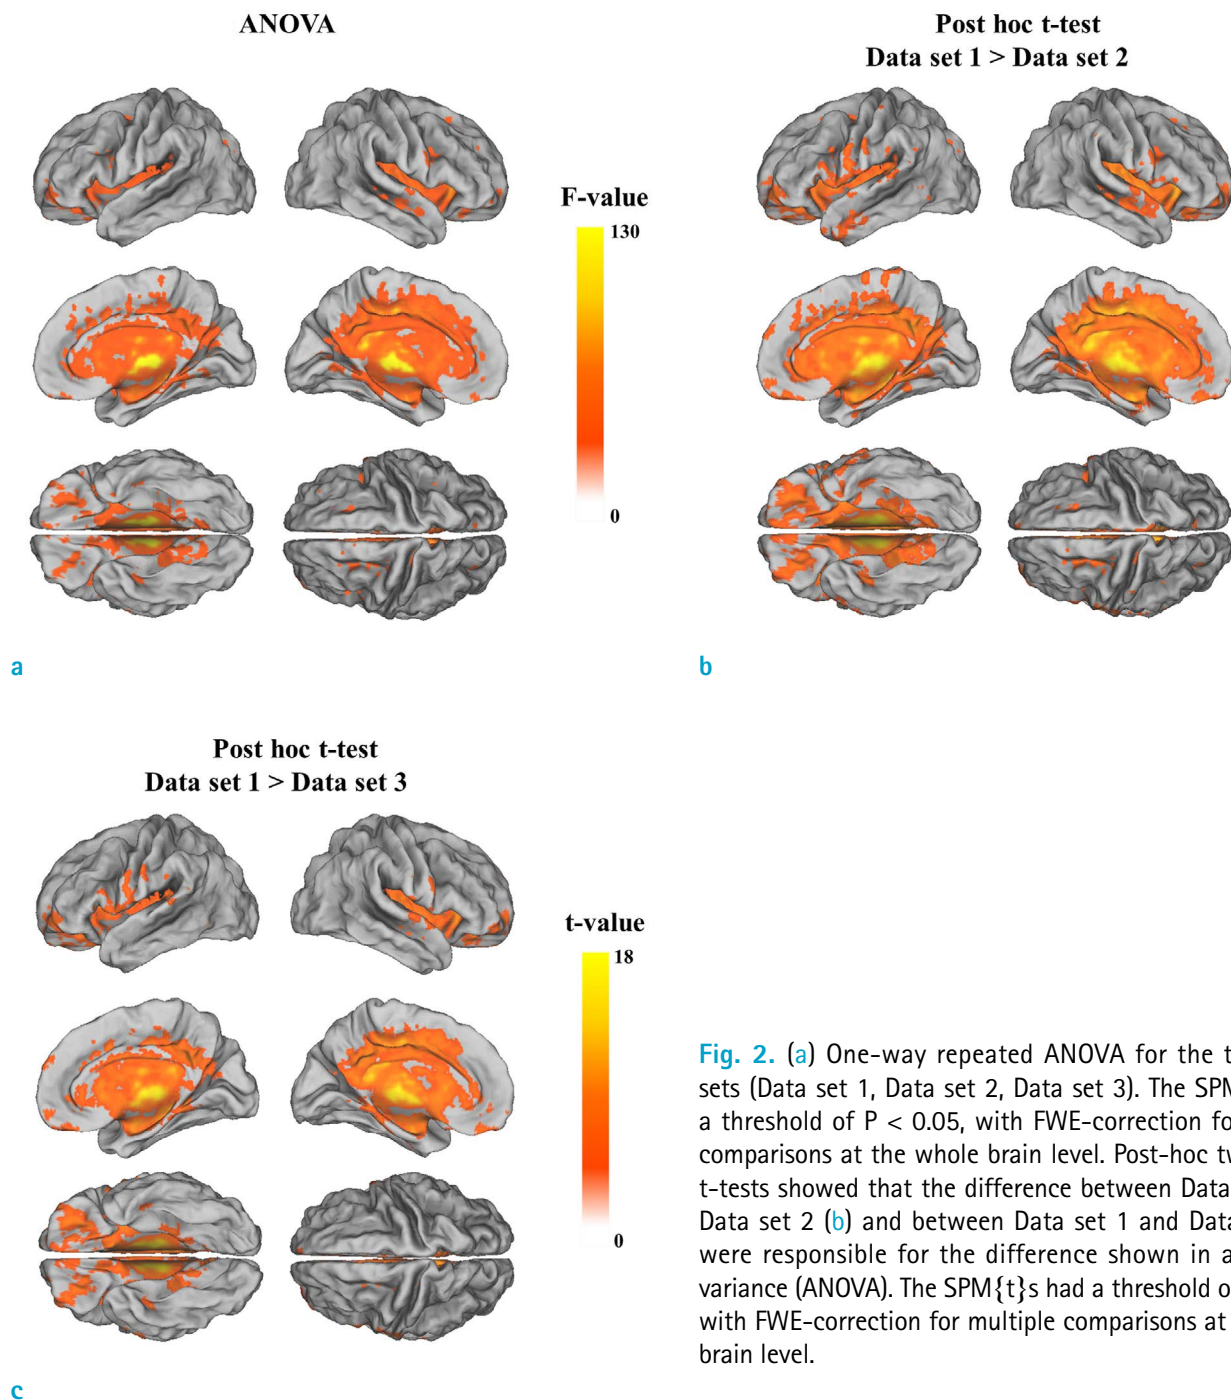 ANOVA
F-value
130
0
a
Post hoc t-test
Data set 1 > Data set 2
b
Post hoc t-test
Data set 1 > Data set 3
t-value
18
0
c
Fig. 2. (a) One-way repeated ANOVA for the
sets (Data set 1, Data set 2, Data set 3). The
a threshold of P < 0.05, with FWE-correction
comparisons at the whole brain level. Post-hoc
t-tests showed that the difference between Data
Data set 2 (b) and between Data set 1 and Data
were responsible for the difference shown in
variance (ANOVA). The SPM{t}s had a threshold
with FWE-correction for multiple comparisons at
brain level.